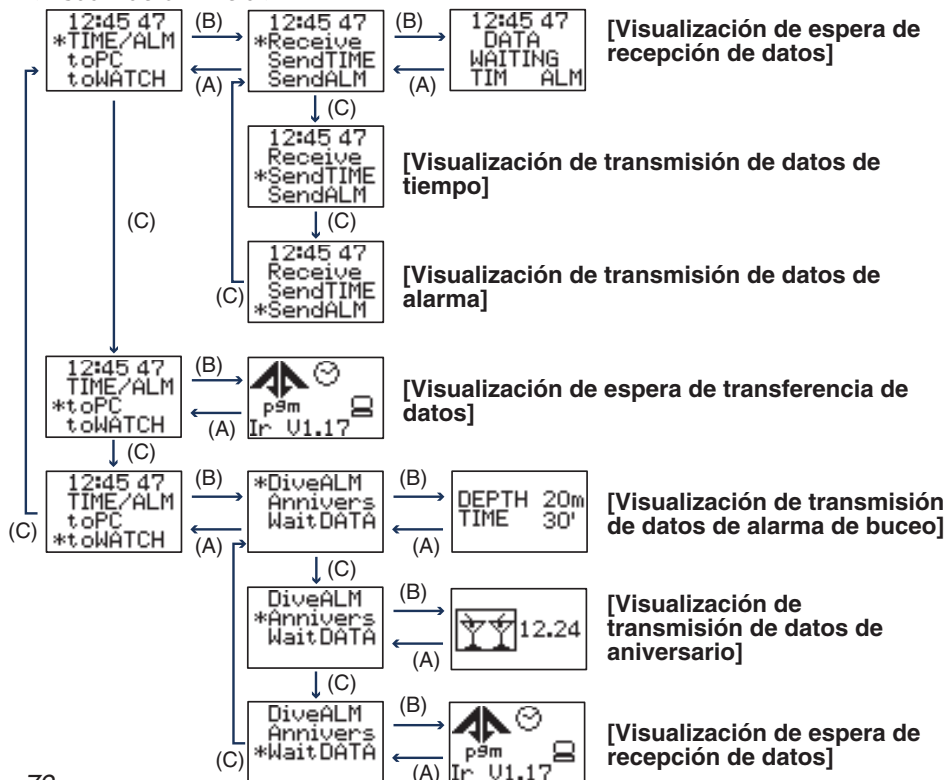 12:45 47
*TIME/ALM
toPC
toWATCH
(B)
(A)
12:45 47
*Receive
SendTIME
SendALM
(B)
(A)
12:45 47
DATA
WAITING
TIM ALM
[Visualización de espera de
recepción de datos]
(C)
12:45 47
Receive
*SendTIME
SendALM
[Visualización de transmisión de datos de
tiempo]
(C)
(C)
12:45 47
Receive
SendTIME
*SendALM
(C)
[Visualización de transmisión de datos de
alarma]
12:45 47
TIME/ALM
*toPC
toWATCH
(B)
(A)
pgm
Ir V1.17
[Visualización de espera de transferencia de
datos]
(C)
12:45 47
TIME/ALM
toPC
*toWATCH
(C)
(B)
(A)
*DiveALM
Annivers
WaitDATA
(B)
(A)
DEPTH 20m
TIME 30'
[Visualización de transmisión
de datos de alarma de buceo]
(C)
DiveALM
*Annivers
WaitDATA
(B)
(A)
12.24
[Visualización de
transmisión de datos de
aniversario]
(C)
DiveALM
Annivers
*WaitDATA
(C)
(B)
(A)
pgm
Ir V1.17
[Visualización de espera de
recepción de datos]